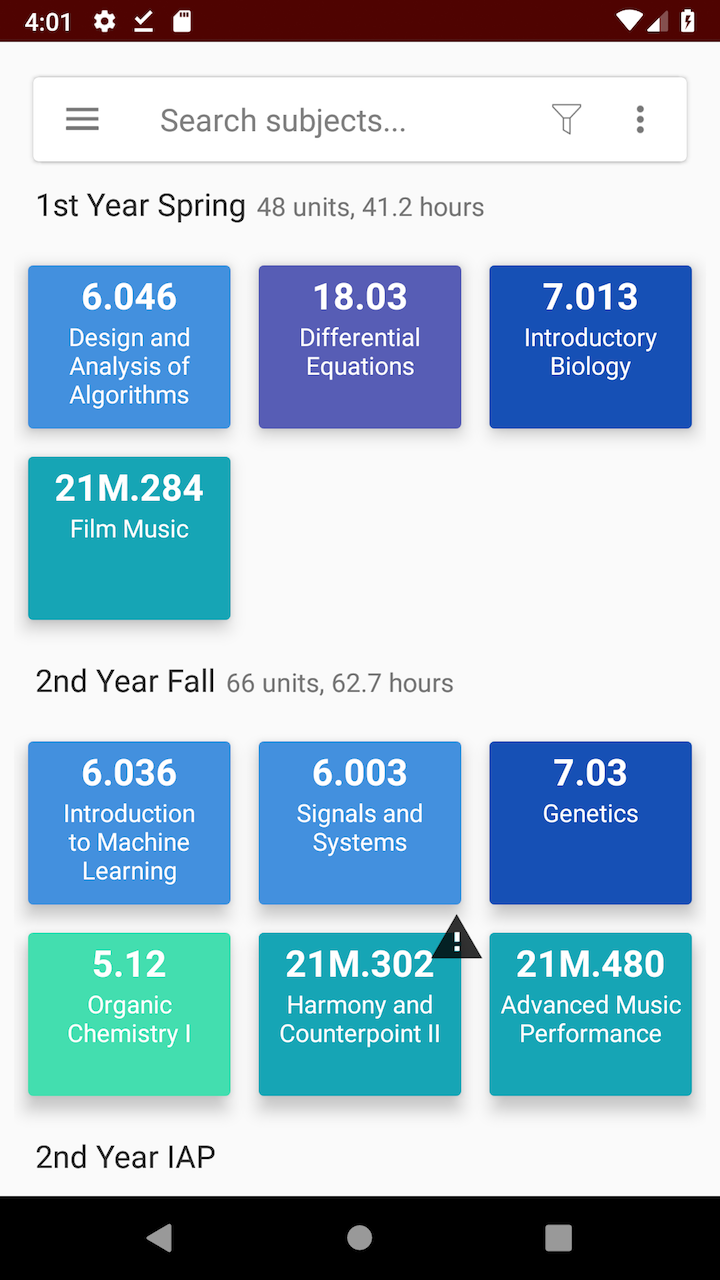 4:01
Search subjects...
1st Year Spring 48 units, 41.2 hours
6.046
Design and
Analysis of
Algorithms
18.03
Differential
Equations
7.013
Introductory
Biology
21M.284
Film Music
2nd Year Fall 66 units, 62.7 hours
6.036
Introduction
to Machine
Learning
6.003
Signals and
Systems
7.03
Genetics
5.12
Organic
Chemistry I
21M.302
Harmony and
Counterpoint II
21M.480
Advanced Music
Performance
2nd Year IAP